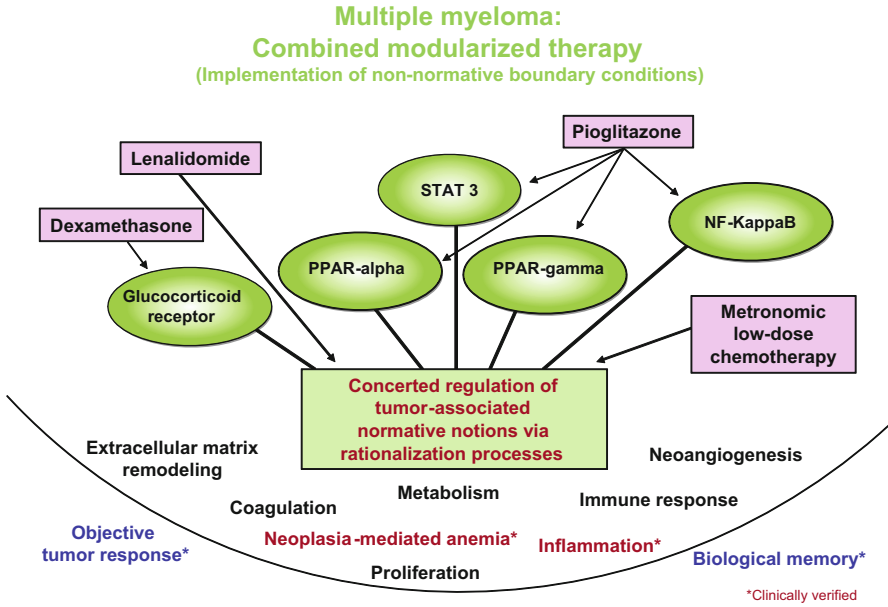 Multiple myeloma:
Combined modularized therapy
(Implementation of non-normative boundary conditions)
Pioglitazone
Lenalidomide
STAT 3
Dexamethasone
NF-KappaB
PPAR-alpha
PPAR-gamma
Glucocorticoid
receptor
Metronomic
low-dose
chemotherapy
Concerted regulation of
tumor-associated
normative notions via
rationalization processes
Extracellular matrix
remodeling
Neoangiogenesis
Metabolism
Coagulation
Immune response
Objective
tumor response*
Neoplasia-mediated anemia*
Inflammation*
Biological memory*
Proliferation
*Clinically verified